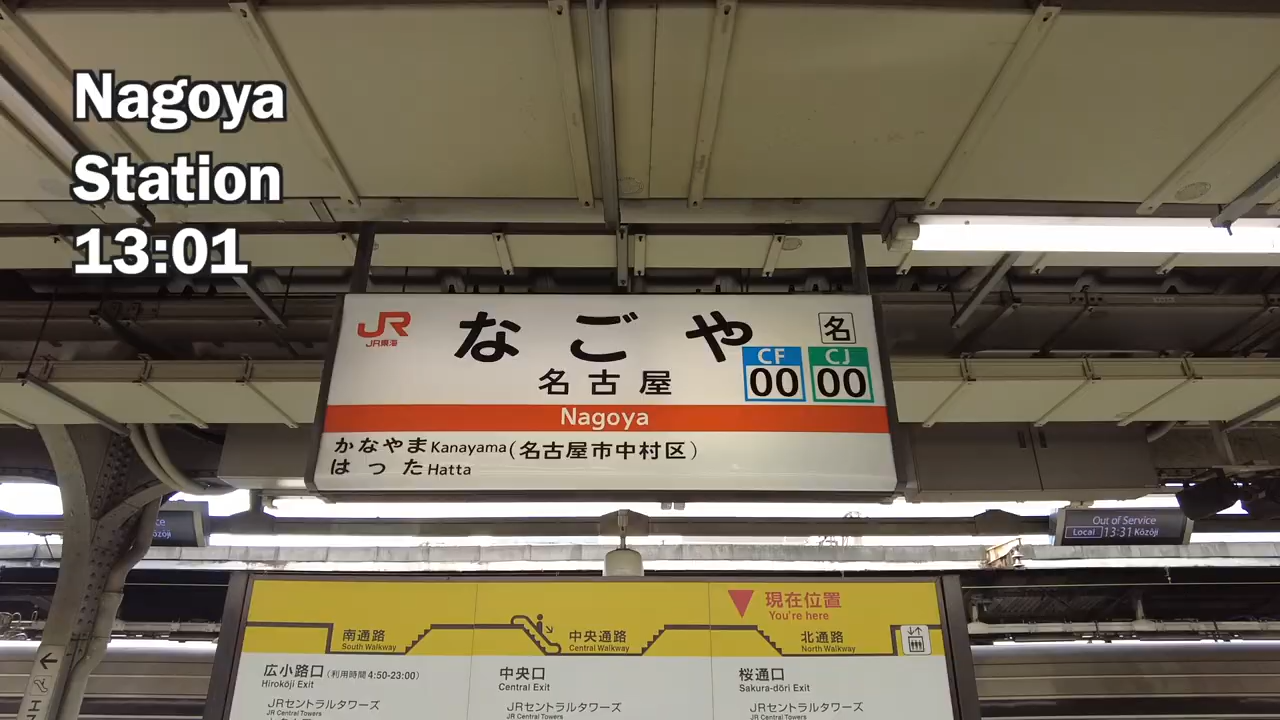 Nagoya
Station
13:01
JR
JR東海
なごや
名
CF
00
CJ
00
名古屋
Nagoya
かなやま Kanayama (名古屋市中村区)
はった Hatta
Out of Service
Local 13:31 Kōzōji
現在位置
You're here
南通路
South Walkway
中央通路
Central Walkway
北通路
North Walkway
広小路口 (利用時間 4:50-23:00)
Hirokōji Exit
中央口
Central Exit
桜通口
Sakura-dōri Exit
JRセントラルタワーズ
JR Central Towers
JRセントラルタワーズ
JR Central Towers
JRセントラルタワーズ
JR Central Towers